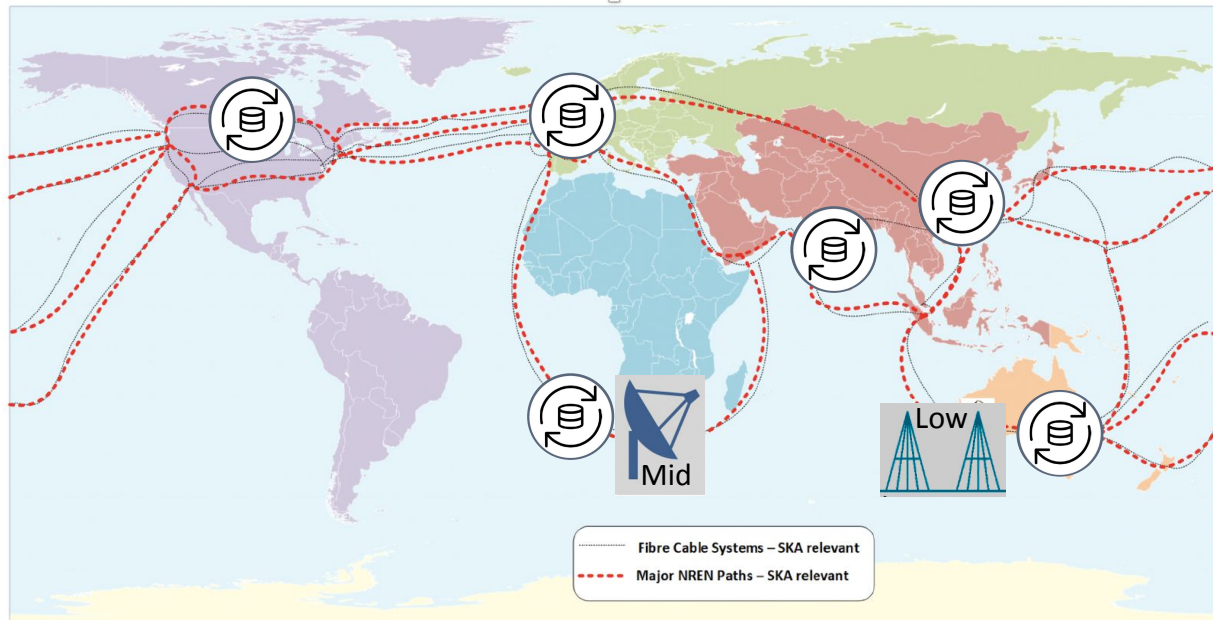 Mid
Low
Fibre Cable Systems – SKA relevant
Major NREN Paths – SKA relevant